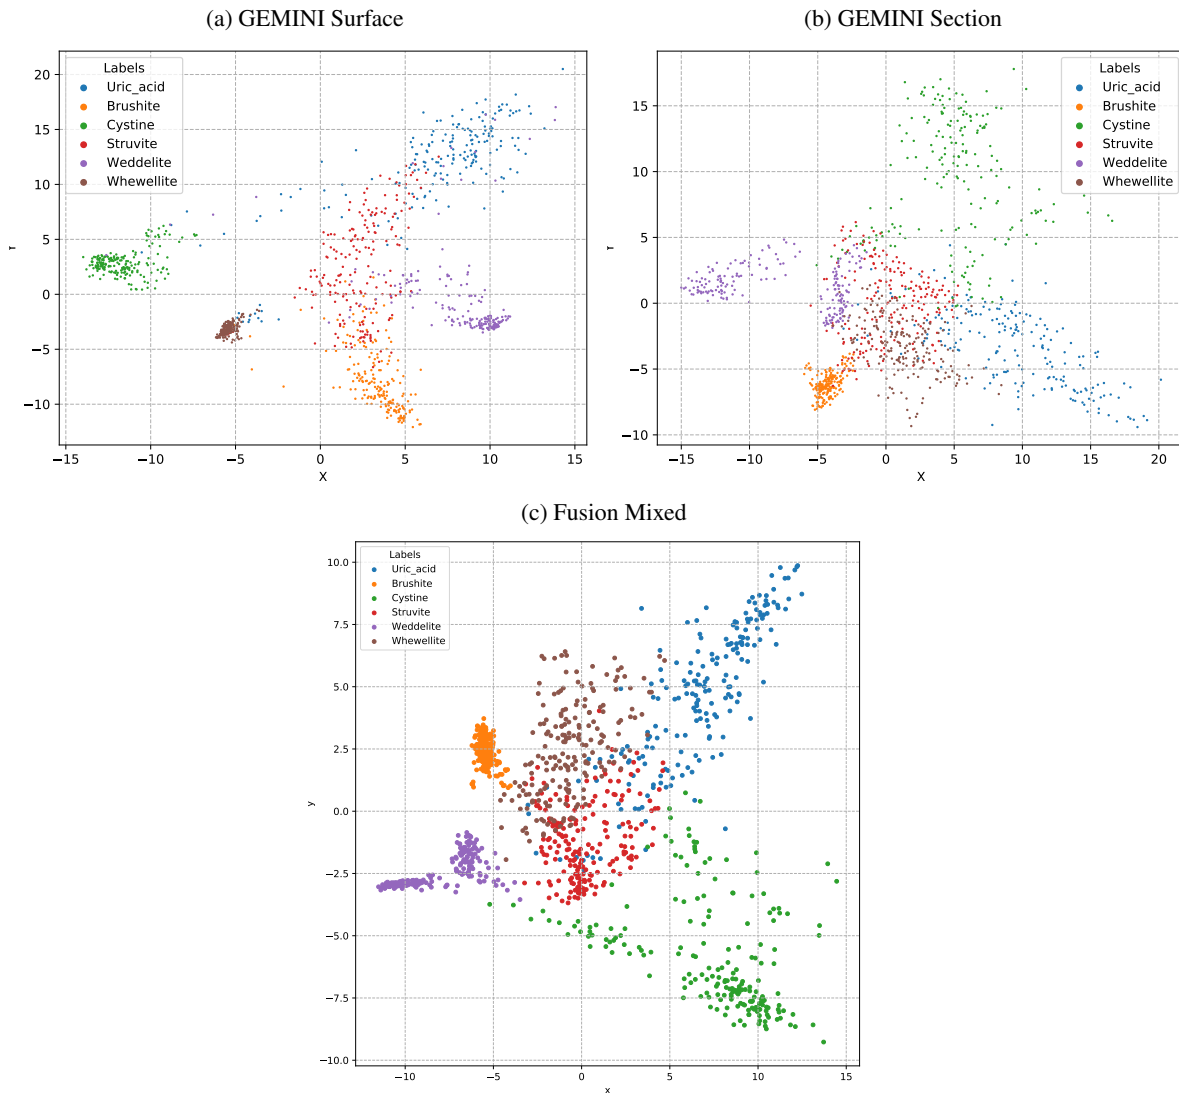 (a) GEMINI Surface
20
15
10
5
0
−5
−10
−15
−10
−5
0
5
10
15
X
Labels
Uric_acid
Brushite
Cystine
Struvite
Weddelite
Whewellite
(b) GEMINI Section
15
10
5
0
−5
−10
−15
−10
−5
0
5
10
15
20
X
Labels
Uric_acid
Brushite
Cystine
Struvite
Weddelite
Whewellite
(c) Fusion Mixed
10.0
7.5
5.0
2.5
0.0
−2.5
−5.0
−7.5
−10.0
y
−10
−5
0
5
10
15
x
Labels
Uric_acid
Brushite
Cystine
Struvite
Weddelite
Whewellite